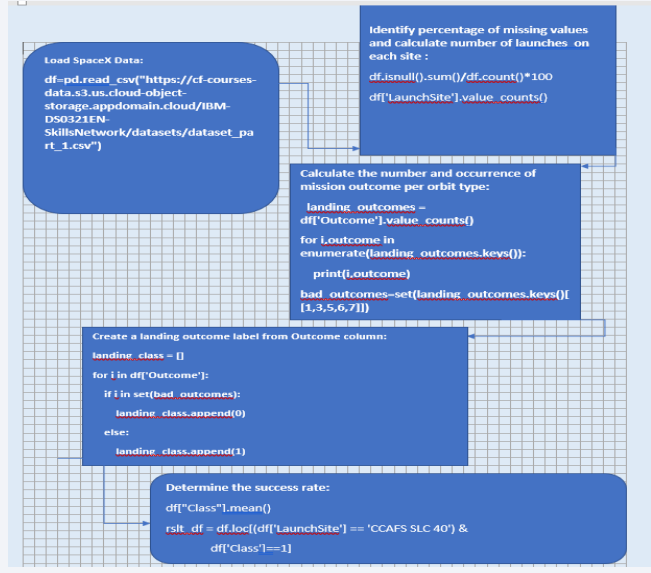 Load SpaceX Data:
df=pd.read_csv("https://cf-courses-
data.s3.us.cloud-object-
storage.appdomain.cloud/IBM-
DS0321EN-
SkillsNetwork/datasets/dataset_pa
rt_1.csv")
Identify percentage of missing values
and calculate number of launches on
each site :
df.isnull().sum()/df.count()*100
df['LaunchSite'].value_counts()
Calculate the number and occurrence of
mission outcome per orbit type:
landing_outcomes =
df['Outcome'].value_counts()
for i,outcome in
enumerate(landing_outcomes.keys()):
print(i,outcome)
bad_outcomes=set(landing_outcomes.keys()[
[1,3,5,6,7]])
Create a landing outcome label from Outcome column:
landing_class = []
for i in df['Outcome']:
if i in set(bad_outcomes):
landing_class.append(0)
else:
landing_class.append(1)
Determine the success rate:
df["Class"].mean()
rslt_df = df.loc[(df['LaunchSite'] == 'CCAFS SLC 40') &
df['Class']==1]